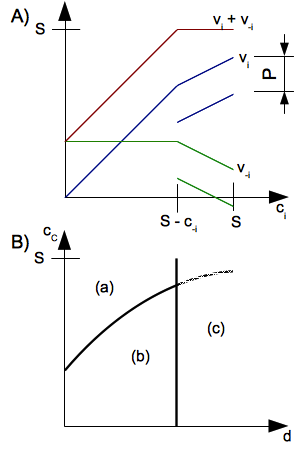 A)
S
v_i + v_-i
v_i
P
v_-i
S - c_-i
S
c_i
B)
c_C
S
(a)
(b)
(c)
d